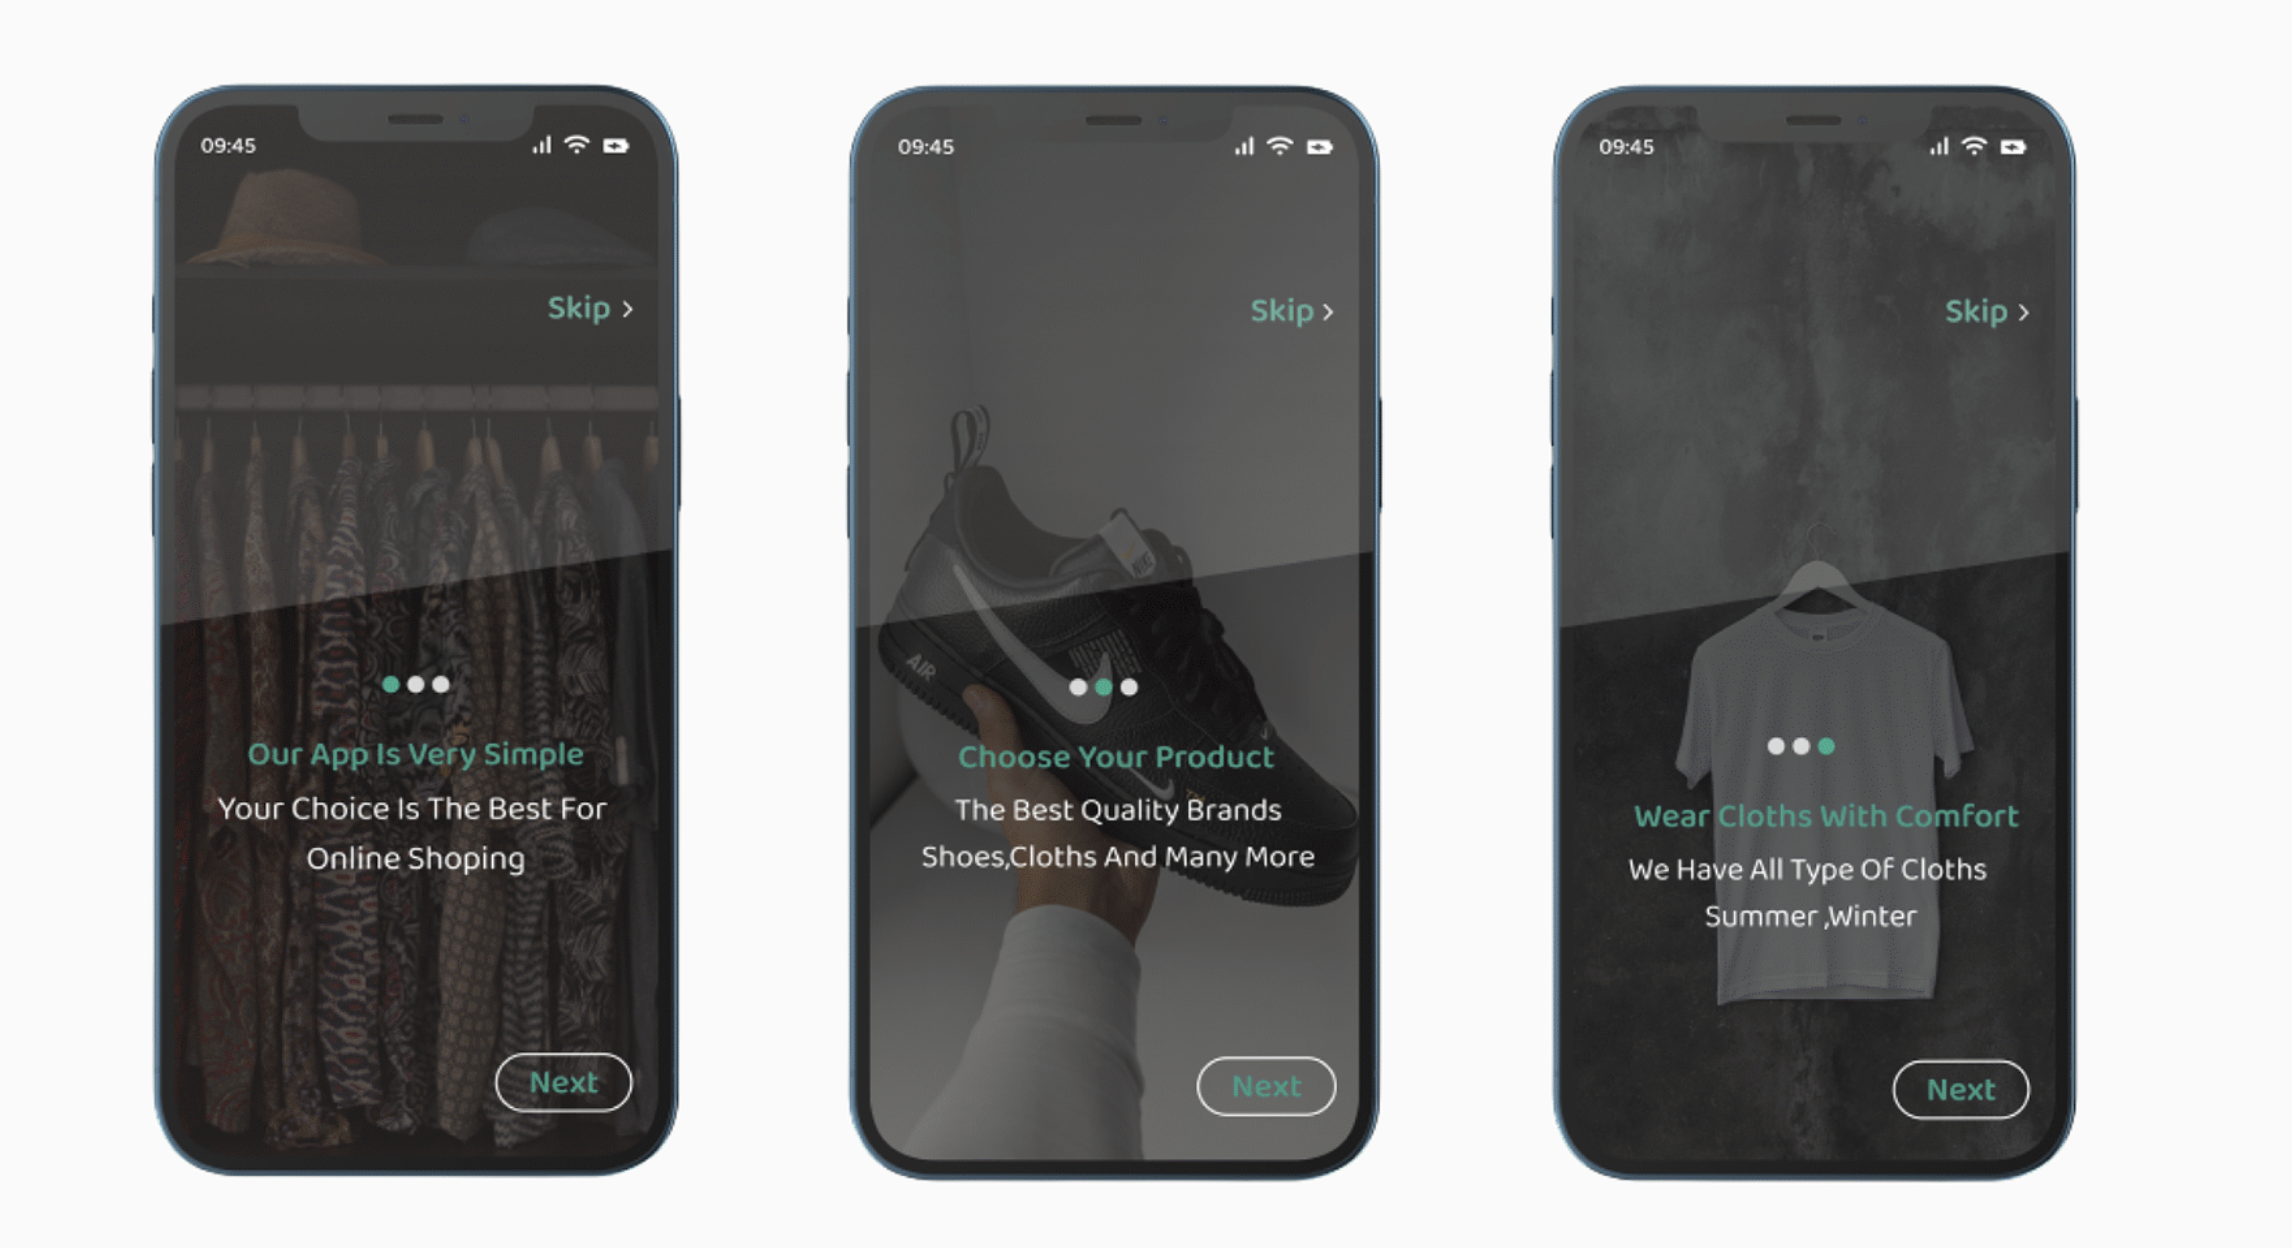 09:45
Skip >
Our App Is Very Simple
Your Choice Is The Best For
Online Shoping
Next
09:45
Skip >
NIKE
AIR
Choose Your Product
The Best Quality Brands
Shoes,Cloths And Many More
Next
09:45
Skip >
Wear Cloths With Comfort
We Have All Type Of Cloths
Summer ,Winter
Next